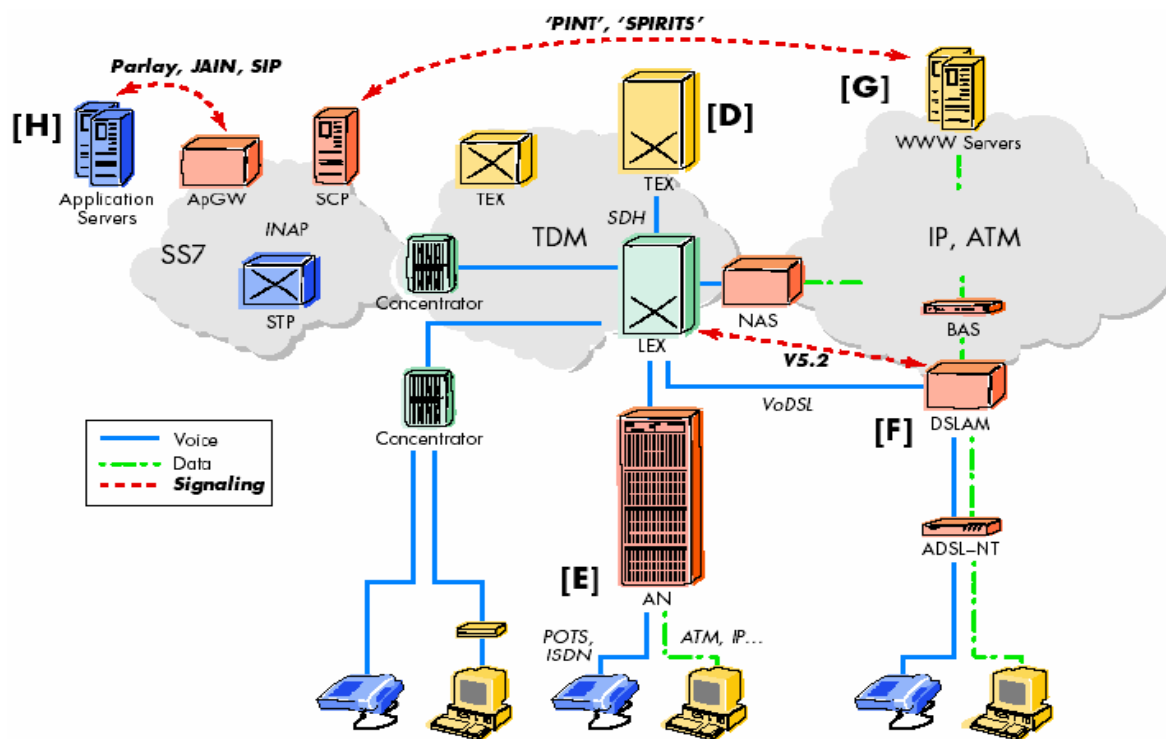 'PINT', 'SPIRITS'
Parlay, JAIN, SIP
[H]
[D]
[G]
WWW Servers
Application
Servers
ApGW
SCP
TEX
TEX
SDH
INAP
SS7
TDM
IP, ATM
Concentrator
STP
NAS
BAS
LEX
V5.2
VoDSL
DSLAM
[F]
Concentrator
Voice
Data
Signaling
ADSL–NT
[E]
AN
POTS,
ISDN
ATM, IP...